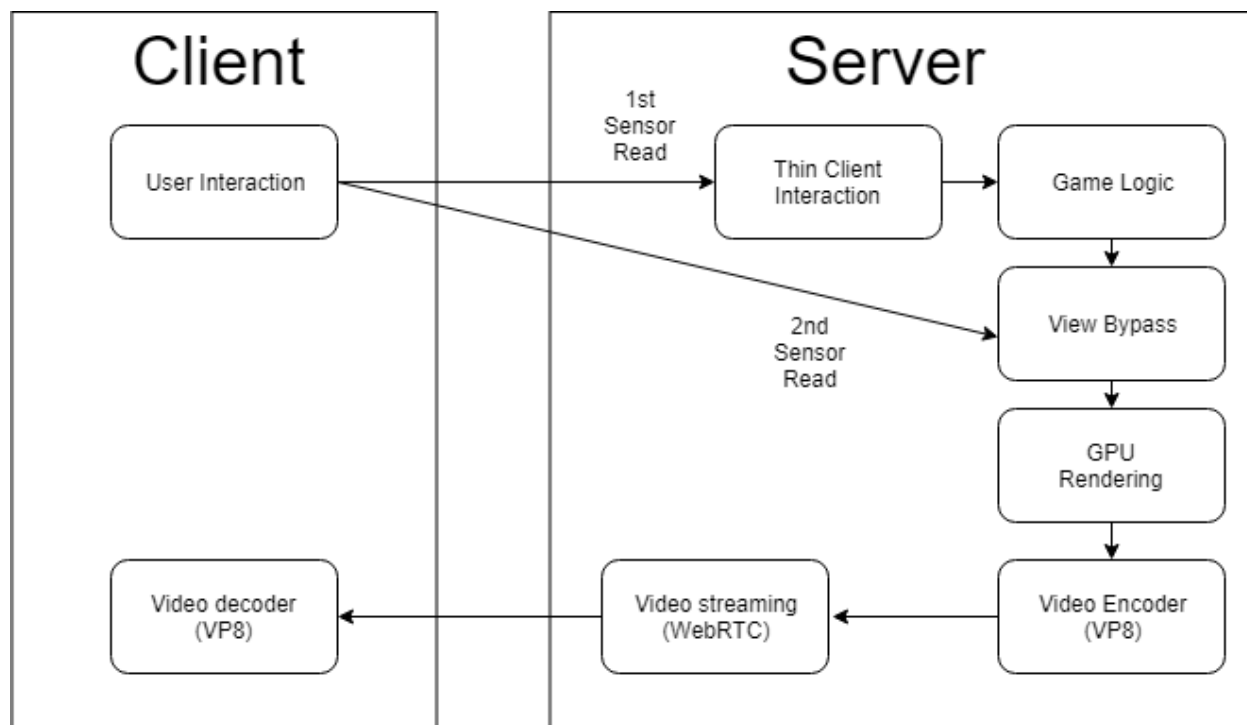 Client
Server
1st
Sensor
Read
User Interaction
Thin Client
Interaction
Game Logic
View Bypass
2nd
Sensor
Read
GPU
Rendering
Video decoder
(VP8)
Video streaming
(WebRTC)
Video Encoder
(VP8)